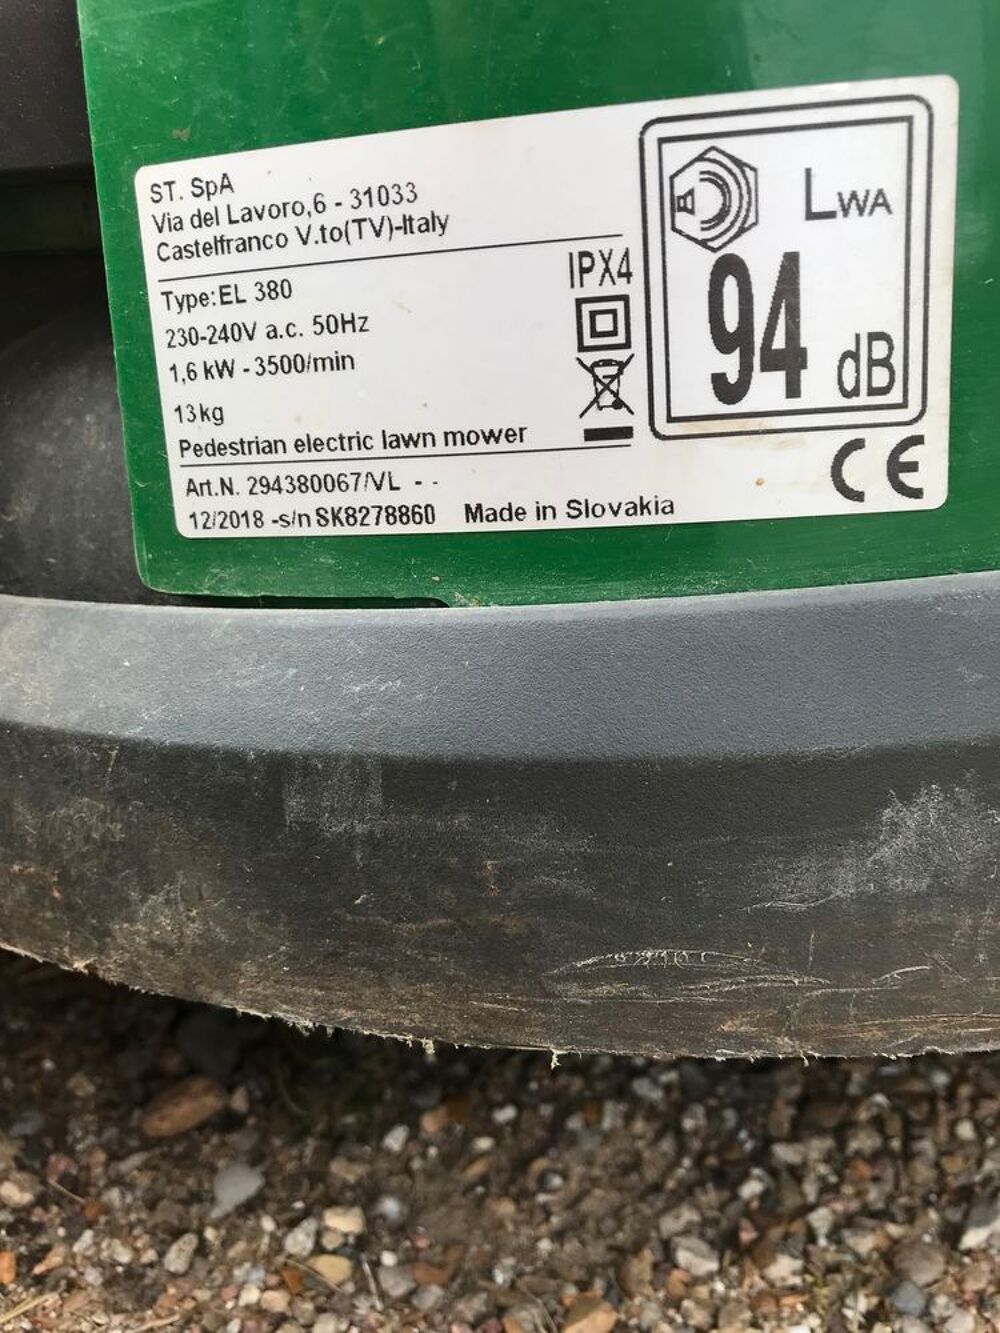 ST. SpA
Via del Lavoro,6 - 31033
Castelfranco V.to(TV)-Italy
Type:EL 380
230-240V a.c. 50Hz
1,6 kW - 3500/min
13kg
Pedestrian electric lawn mower
IPX4
LWA
94 dB
CE
Art.N. 294380067/VL - -
12/2018 -s/n SK8278860 Made in Slovakia